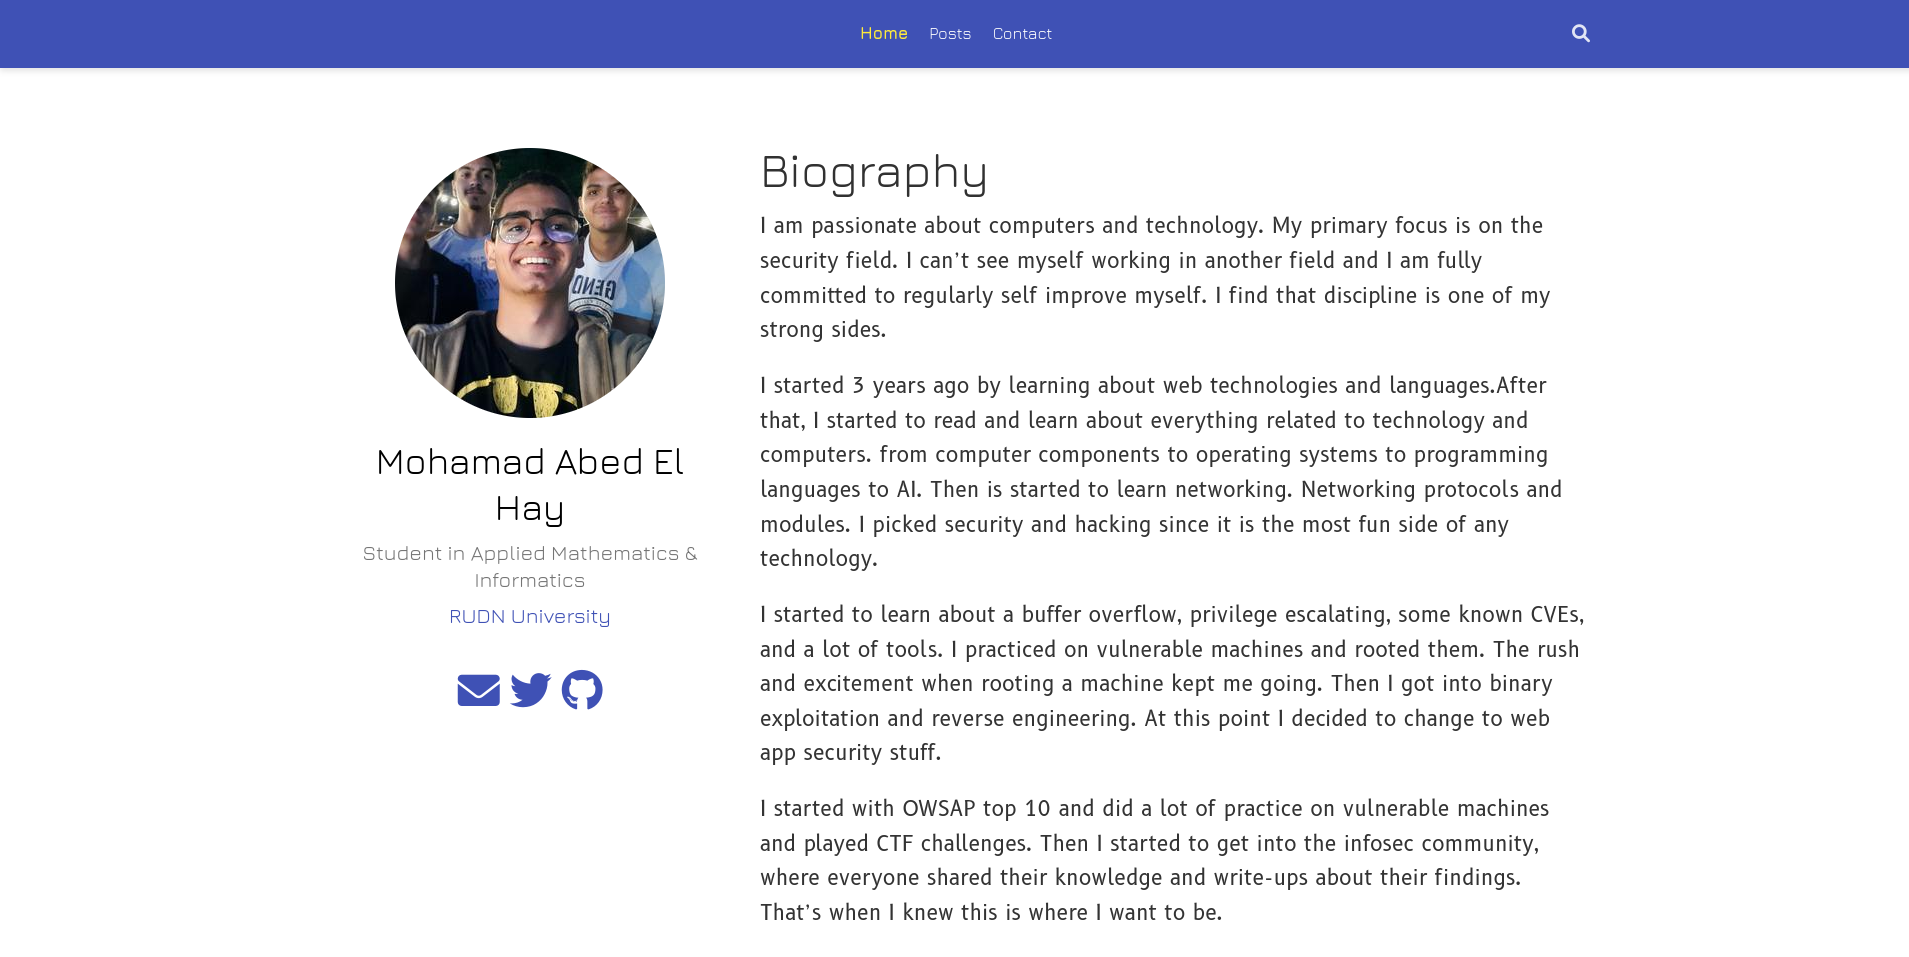 Home Posts Contact
Biography
I am passionate about computers and technology. My primary focus is on the
security field. I can’t see myself working in another field and I am fully
committed to regularly self improve myself. I find that discipline is one of my
strong sides.
I started 3 years ago by learning about web technologies and languages.After
that, I started to read and learn about everything related to technology and
computers. from computer components to operating systems to programming
languages to AI. Then is started to learn networking. Networking protocols and
modules. I picked security and hacking since it is the most fun side of any
technology.
I started to learn about a buffer overflow, privilege escalating, some known CVEs,
and a lot of tools. I practiced on vulnerable machines and rooted them. The rush
and excitement when rooting a machine kept me going. Then I got into binary
exploitation and reverse engineering. At this point I decided to change to web
app security stuff.
I started with OWSAP top 10 and did a lot of practice on vulnerable machines
and played CTF challenges. Then I started to get into the infosec community,
where everyone shared their knowledge and write-ups about their findings.
That’s when I knew this is where I want to be.
Mohamad Abed El
Hay
Student in Applied Mathematics &
Informatics
RUDN University